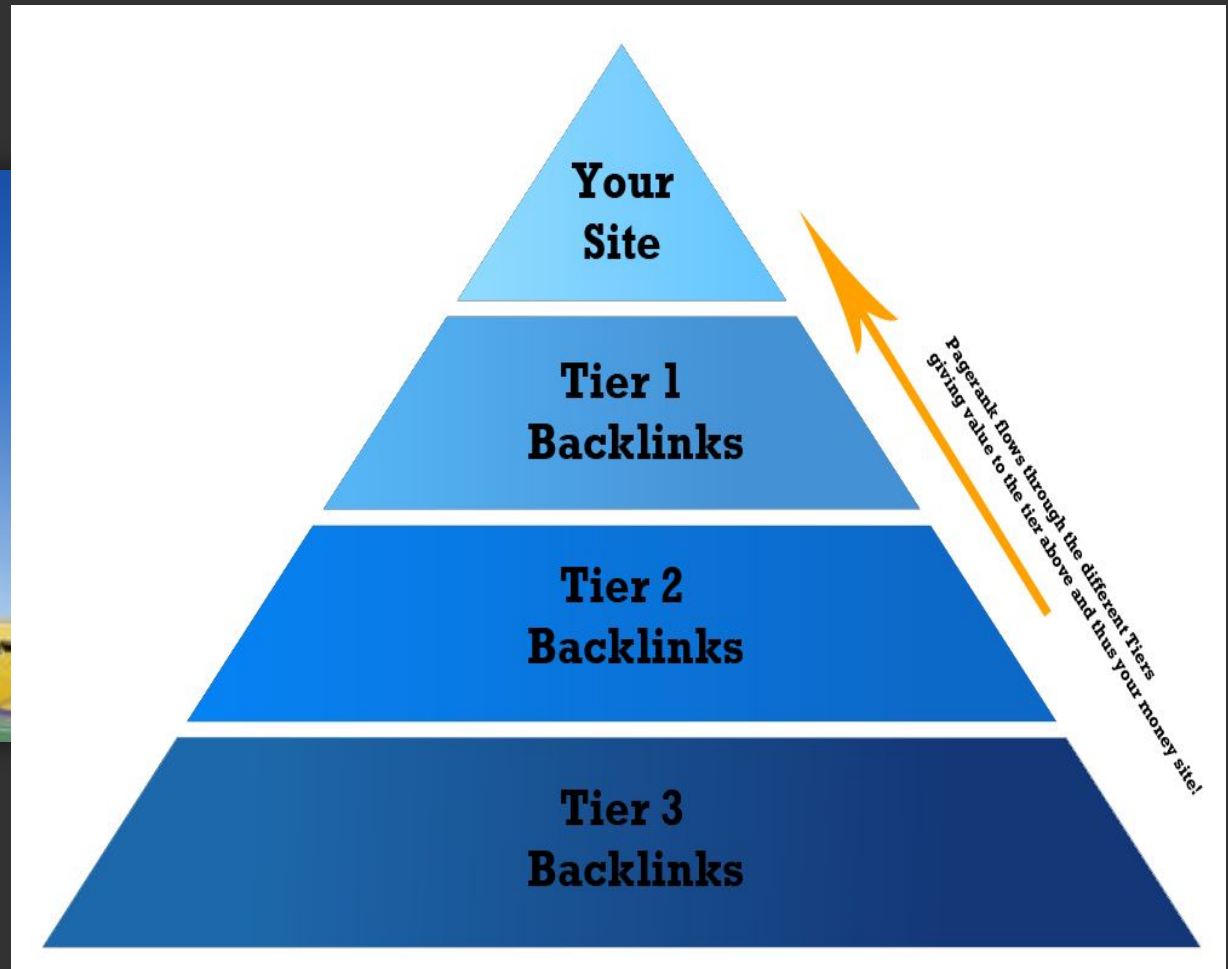 Your
Site
Tier 1
Backlinks
Tier 2
Backlinks
Tier 3
Backlinks
Pagerank flows through the different Tiers
giving value to the tier above and thus your money site!